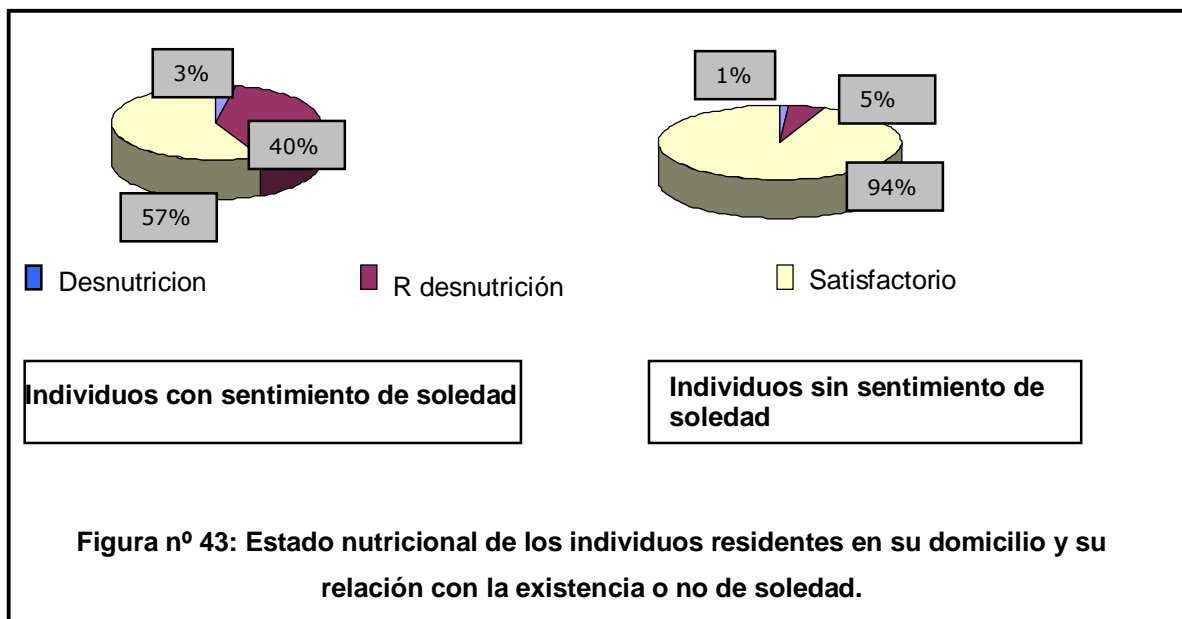 3%
40%
57%
1%
5%
94%
Desnutricion
R desnutrición
Satisfactorio
Individuos con sentimiento de soledad
Individuos sin sentimiento de
soledad
Figura nº 43: Estado nutricional de los individuos residentes en su domicilio y su
relación con la existencia o no de soledad.